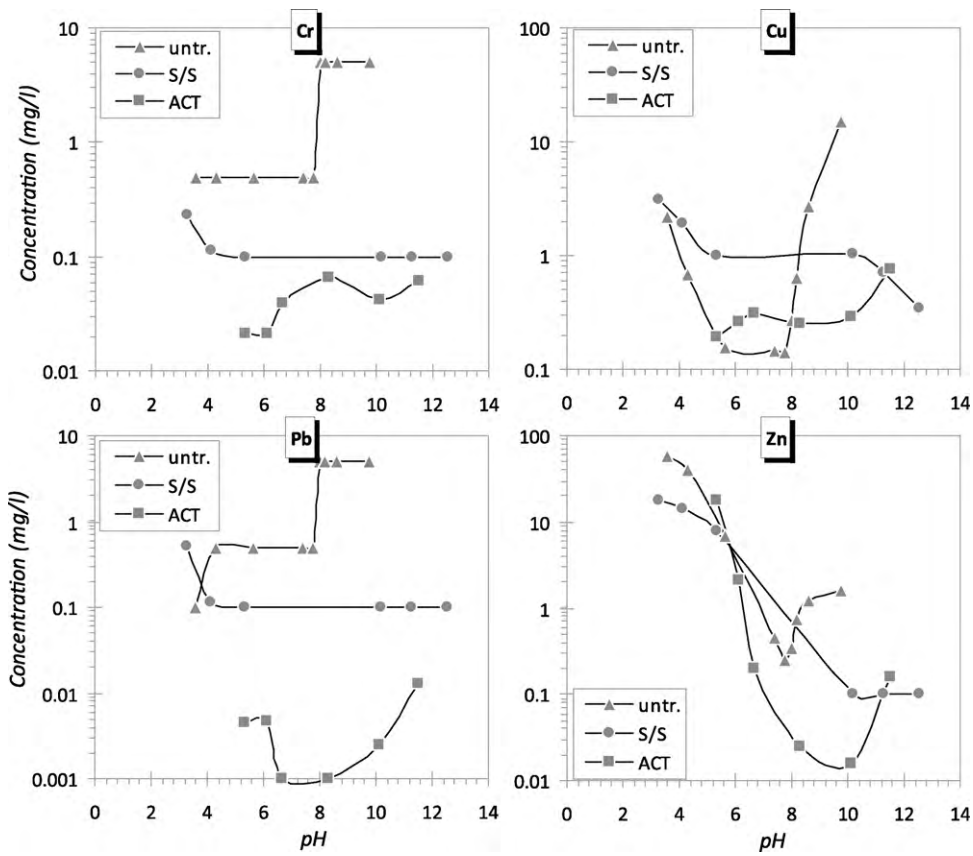 Cr
Concentration (mg/l)
10
1
0.1
0.01
untr.
S/S
ACT
0 2 4 6 8 10 12 14
Cu
100
10
1
0.1
untr.
S/S
ACT
0 2 4 6 8 10 12 14
Pb
Concentration (mg/l)
10
1
0.1
0.01
0.001
untr.
S/S
ACT
0 2 4 6 8 10 12 14
pH
Zn
100
10
1
0.1
0.01
untr.
S/S
ACT
0 2 4 6 8 10 12 14
pH